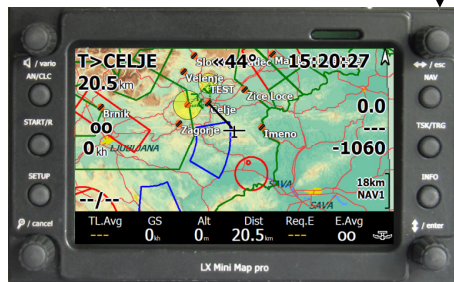 / vario
AN/CLC
START/R
SETUP
/ cancel
T>CELJE
«44°
15:20:27
20.5km
Velenje
TEST
Celje
ZiceLoce
Brnik
Zagorje
Imeno
LJUBLJANA
oo
0kh
--/--
0.0
---
-1060
18km
NAV1
SAVA
SAVA
TL.Avg GS Alt Dist Req.E E.Avg
--- 0kh 0m 20.5km --- oo
/ esc
NAV
TSK/TRG
INFO
/ enter
LX Mini Map pro